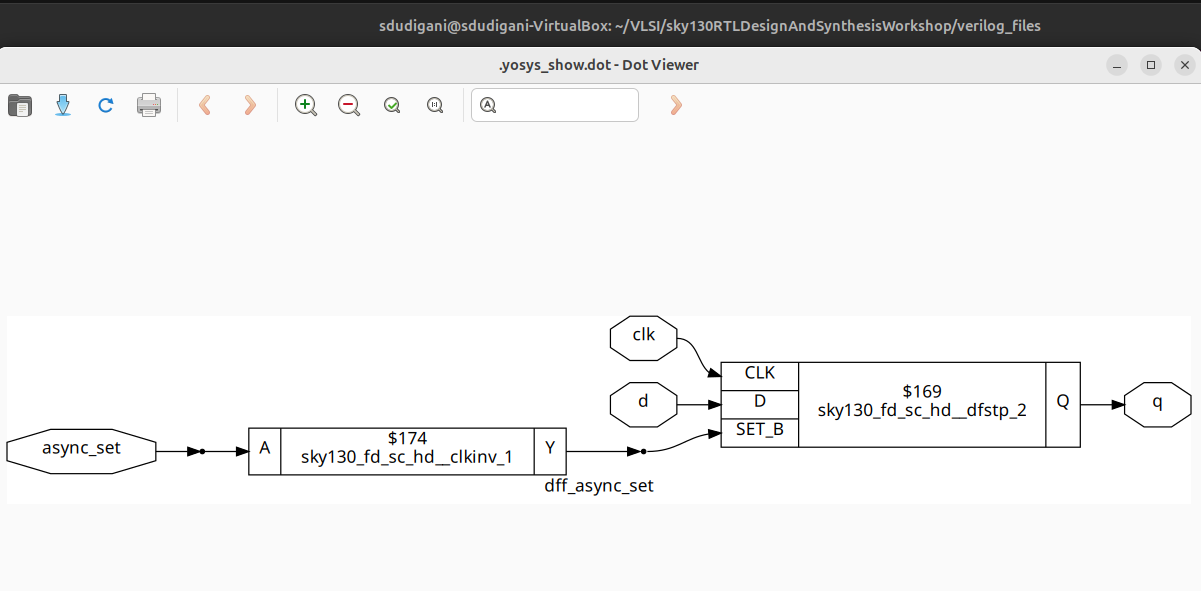 sdudigani@sdudigani-VirtualBox: ~/VLSI/sky130RTLDesignAndSynthesisWorkshop/verilog_files
.yosys_show.dot - Dot Viewer
clk
d
async_set
A
$174
sky130_fd_sc_hd__clkinv_1
Y
CLK
D
SET_B
$169
sky130_fd_sc_hd__dfstp_2
Q
q
dff_async_set